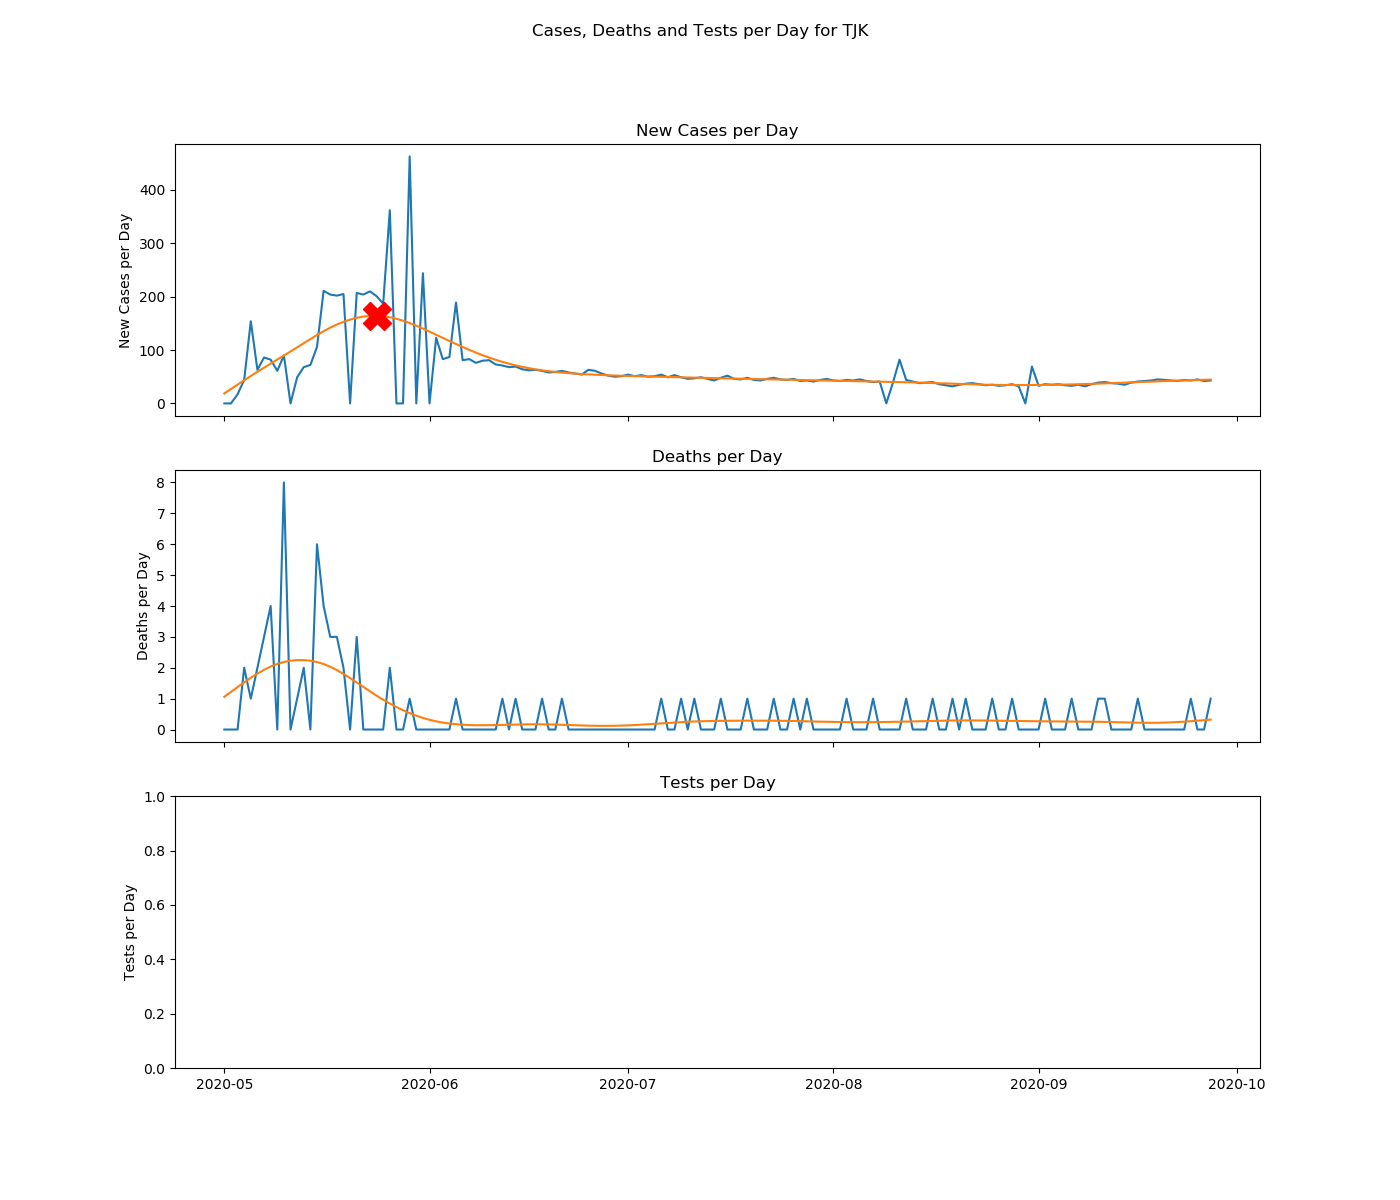 Cases, Deaths and Tests per Day for TJK
New Cases per Day
New Cases per Day
400
300
200
100
0
Deaths per Day
Deaths per Day
8
7
6
5
4
3
2
1
0
Tests per Day
Tests per Day
1.0
0.8
0.6
0.4
0.2
0.0
2020-05 2020-06 2020-07 2020-08 2020-09 2020-10